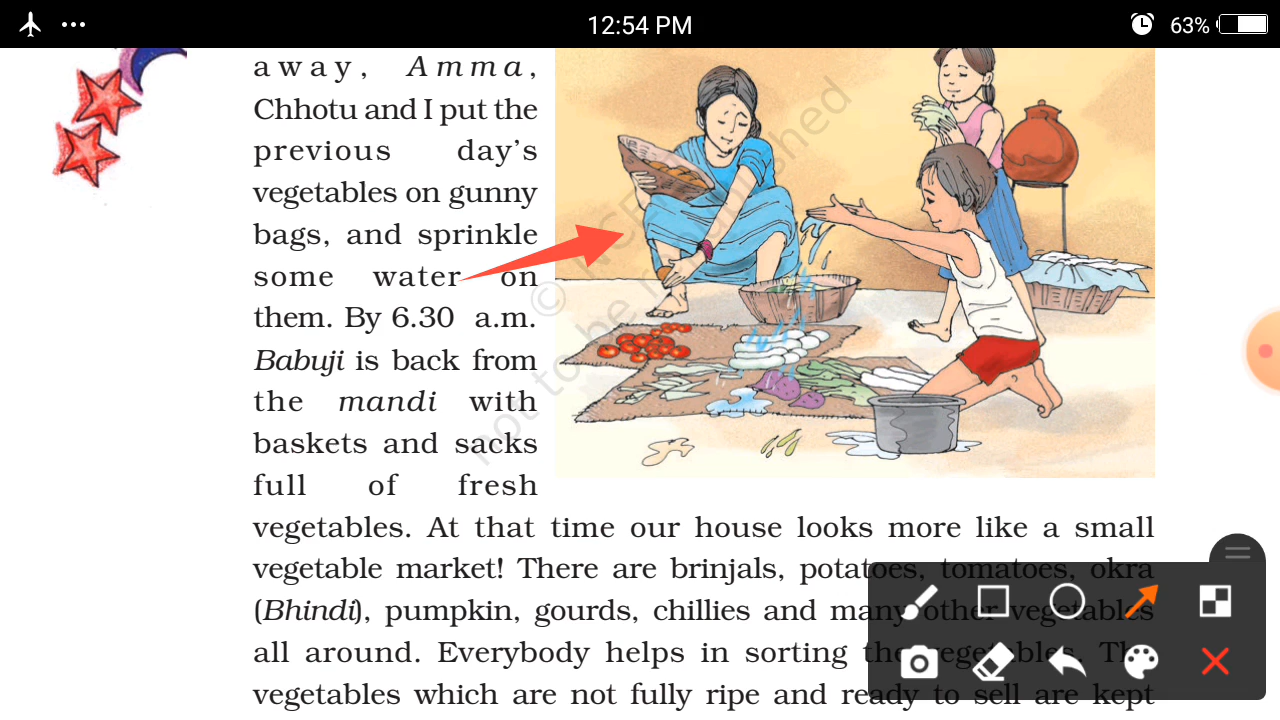 12:54 PM
63%
away, Amma,
Chhotu and I put the
previous day's
vegetables on gunny
bags, and sprinkle
some water on
them. By 6.30 a.m.
Babuji is back from
the mandi with
baskets and sacks
full of fresh
vegetables. At that time our house looks more like a small
vegetable market! There are brinjals, potatoes, tomatoes, okra
(Bhindi), pumpkin, gourds, chillies and many other vegetables
all around. Everybody helps in sorting the vegetables. The
vegetables which are not fully ripe and ready to sell are kept